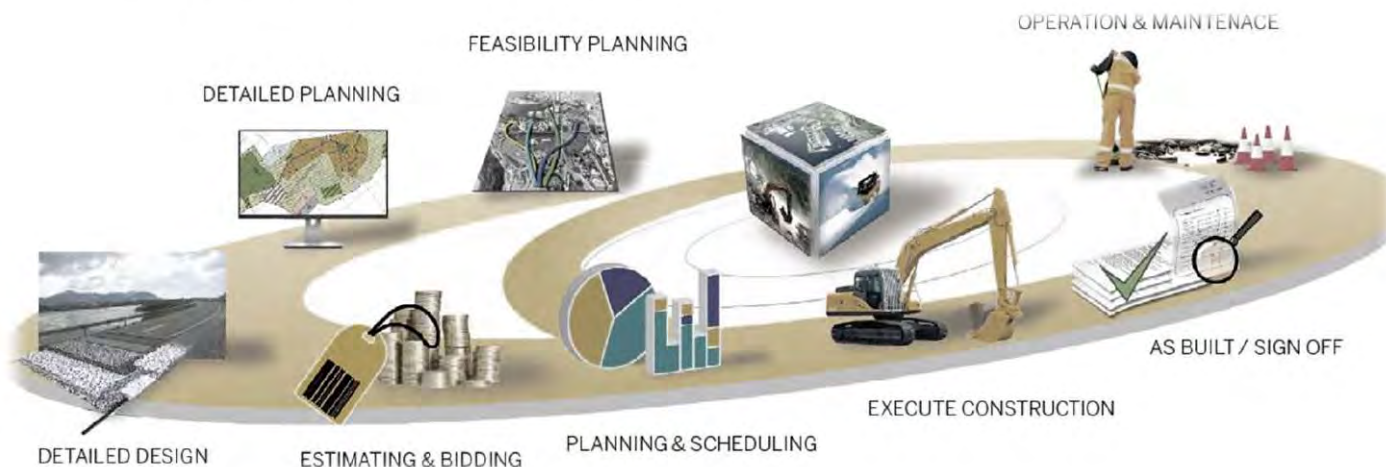 OPERATION & MAINTENACE
FEASIBILITY PLANNING
DETAILED PLANNING
AS BUILT / SIGN OFF
EXECUTE CONSTRUCTION
PLANNING & SCHEDULING
DETAILED DESIGN
ESTIMATING & BIDDING